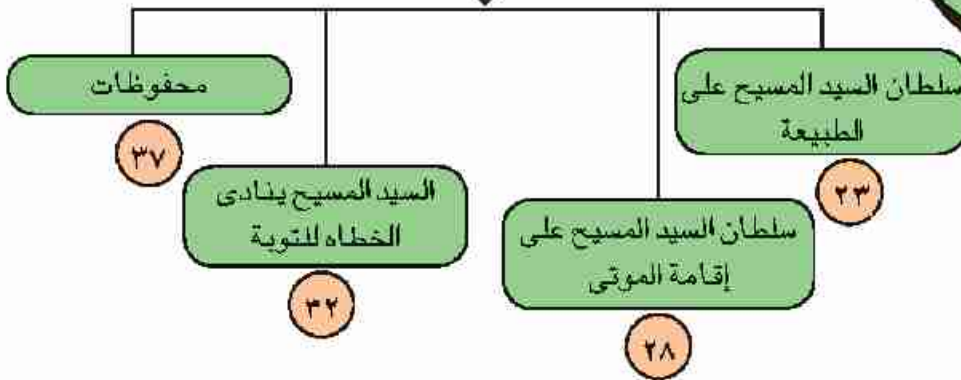 سلطان السيد المسيح على
الطبيعة
٢٣
سلطان السيد المسيح على
إقامة الموتى
٢٨
السيد المسيح ينادى
الخطاه للتوبة
٣٢
محفوظات
٣٧